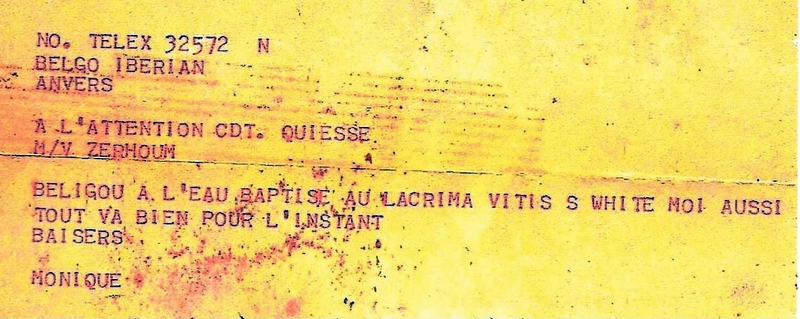 NO. TELEX 32572 N
BELGO IBERIAN
ANVERS
A L'ATTENTION CDT. QUIESSE
M/V ZERHOUM
BELIGOU A L'EAU BAPTISE AU LACRIMA VITIS S WHITE MOI AUSSI
TOUT VA BIEN POUR L'INSTANT
BAISERS
MONIQUE